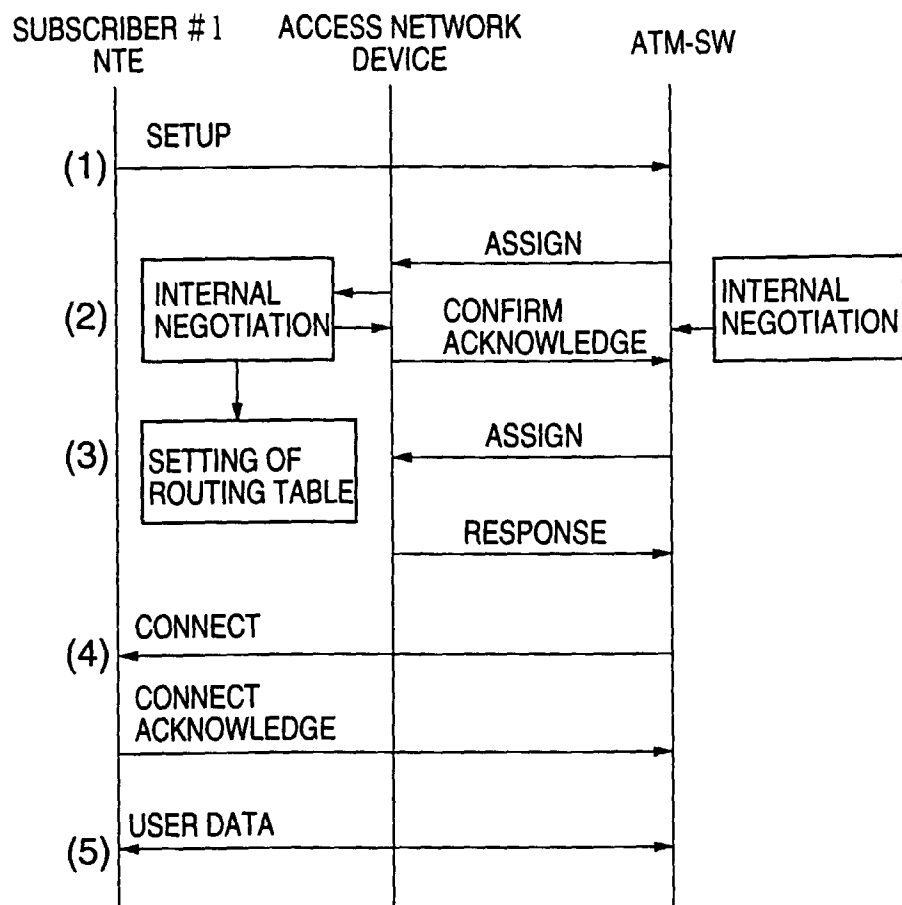 SUBSCRIBER #1
NTE
ACCESS NETWORK
DEVICE
ATM-SW
SETUP
(1)
ASSIGN
(2)
INTERNAL
NEGOTIATION
CONFIRM
ACKNOWLEDGE
INTERNAL
NEGOTIATION
(3)
SETTING OF
ROUTING TABLE
ASSIGN
RESPONSE
CONNECT
(4)
CONNECT
ACKNOWLEDGE
USER DATA
(5)